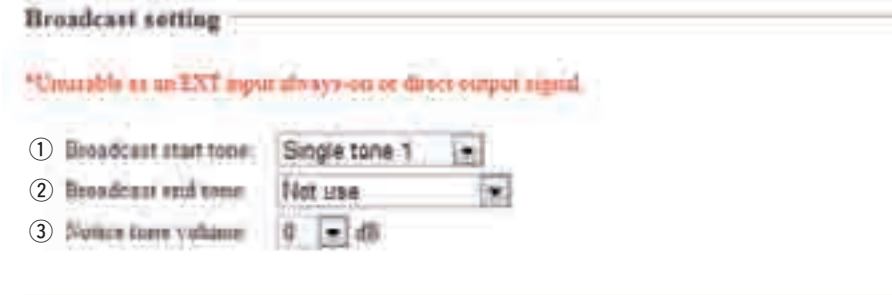 Broadcast setting
*Unusable as an EXT input always-on or direct output signal.
① Broadcast start tone: Single tone 1
② Broadcast end tone: Not use
③ Notice tone volume: 0 dB